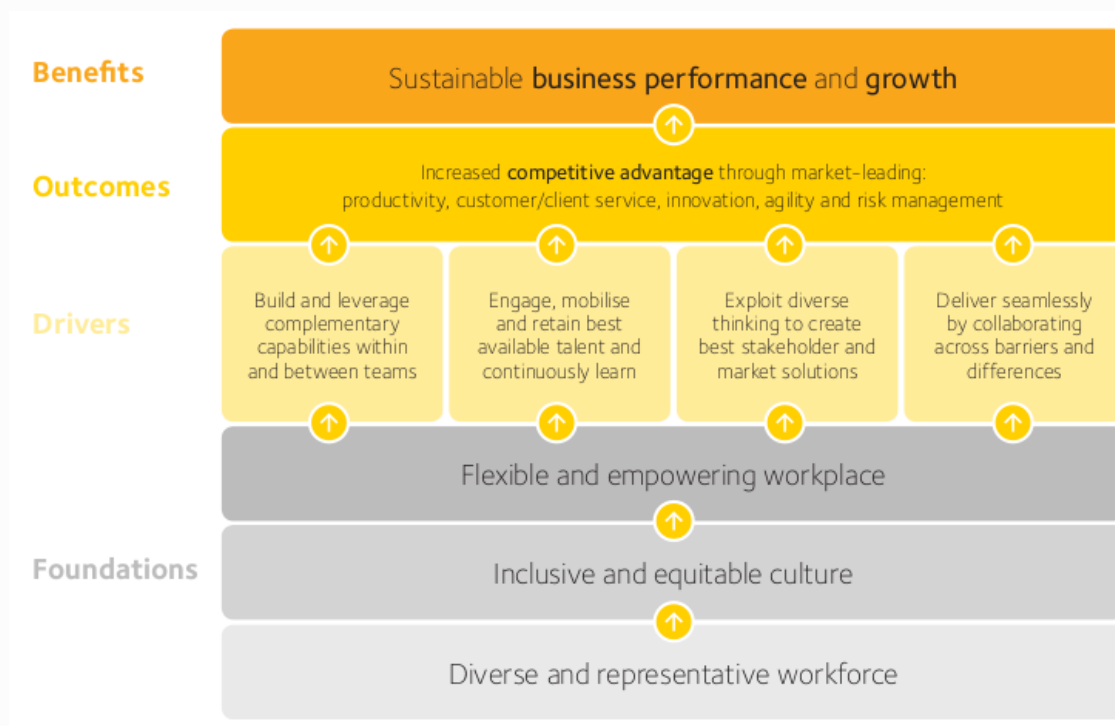 Benefits
Sustainable business performance and growth
Outcomes
Increased competitive advantage through market-leading:
productivity, customer/client service, innovation, agility and risk management
Drivers
Build and leverage
complementary
capabilities within
and between teams
Engage, mobilise
and retain best
available talent and
continuously learn
Exploit diverse
thinking to create
best stakeholder and
market solutions
Deliver seamlessly
by collaborating
across barriers and
differences
Flexible and empowering workplace
Foundations
Inclusive and equitable culture
Diverse and representative workforce